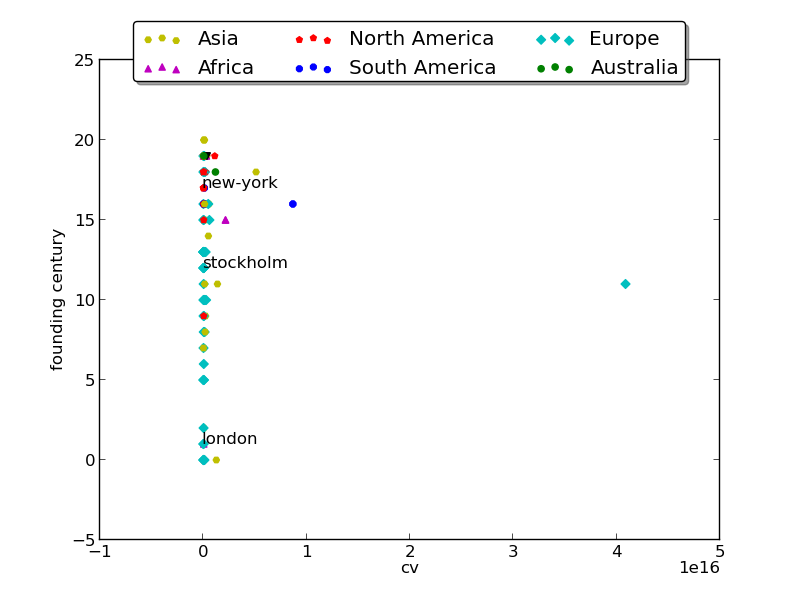 Asia North America Europe
Africa South America Australia
25
20
new-york
15
stockholm
10
5
london
0
−5
founding century
−1 0 1 2 3 4 5
cv 1e16